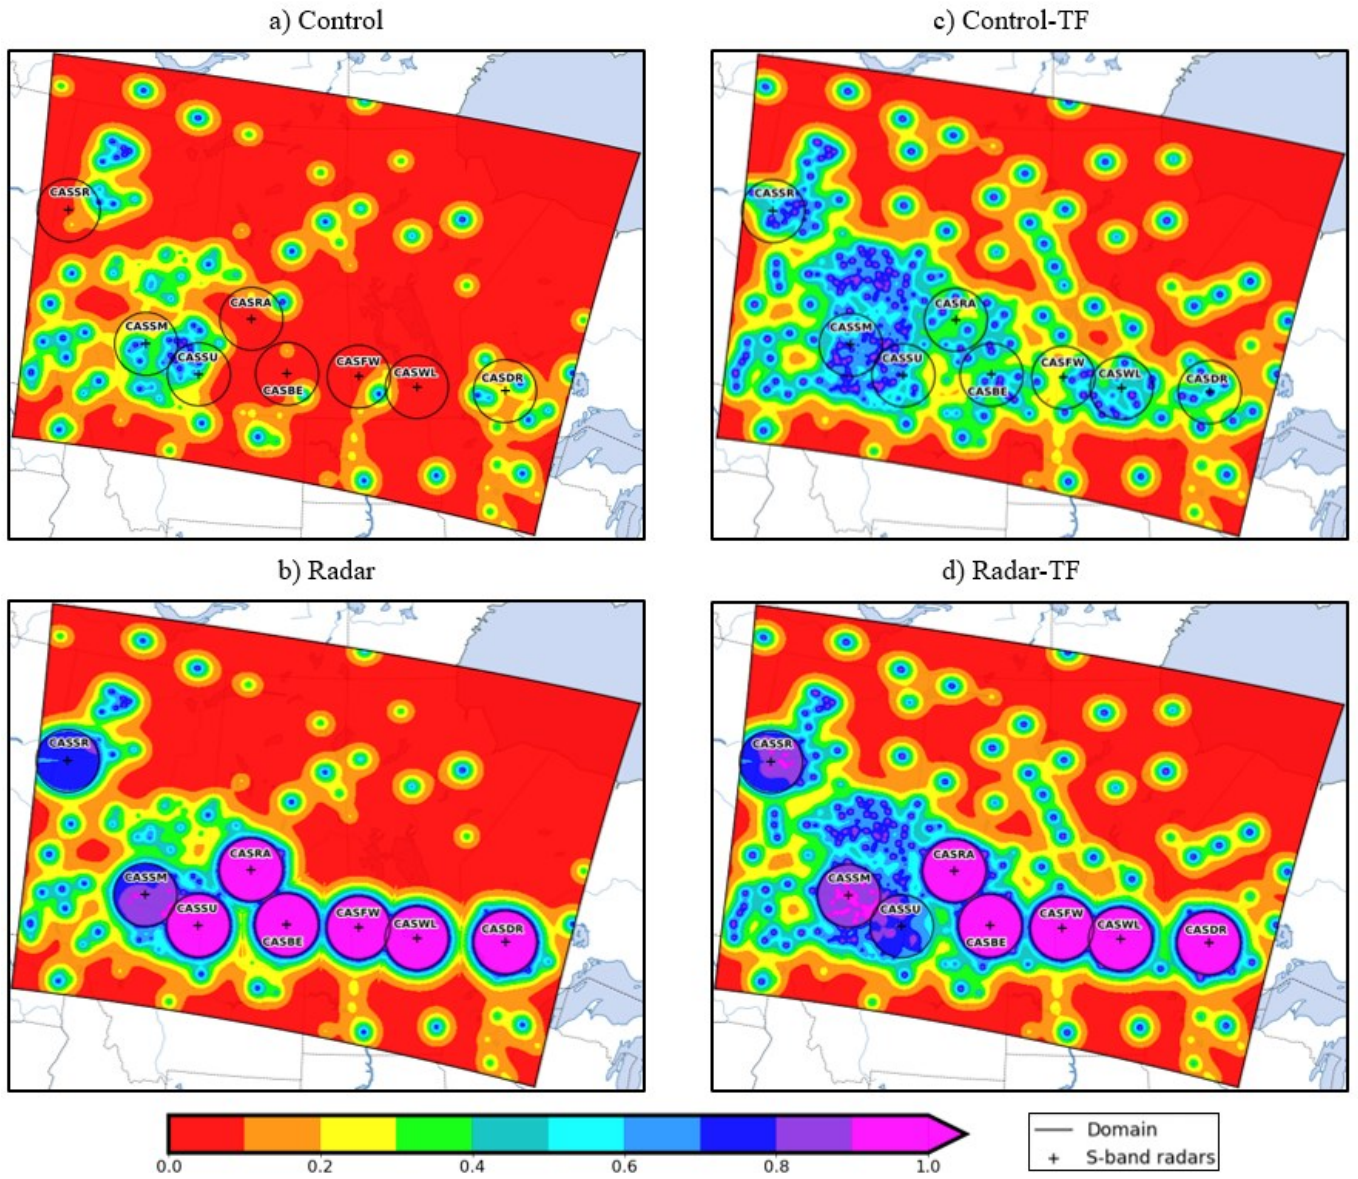 a) Control
CASSR
CASRA
CASSM
CASSU
CASBE
CASFW
CASWL
CASDR
c) Control-TF
CASSR
CASRA
CASSM
CASSU
CASBE
CASFW
CASWL
CASDR
b) Radar
CASSR
CASRA
CASSM
CASSU
CASBE
CASFW
CASWL
CASDR
d) Radar-TF
CASSR
CASRA
CASSM
CASSU
CASBE
CASFW
CASWL
CASDR
0.0 0.2 0.4 0.6 0.8 1.0
Domain
S-band radars